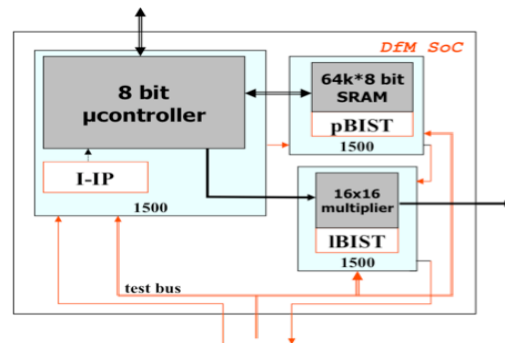 DfM SoC
8 bit
μcontroller
I-IP
1500
64k*8 bit
SRAM
pBIST
1500
16x16
multiplier
lBIST
1500
test bus